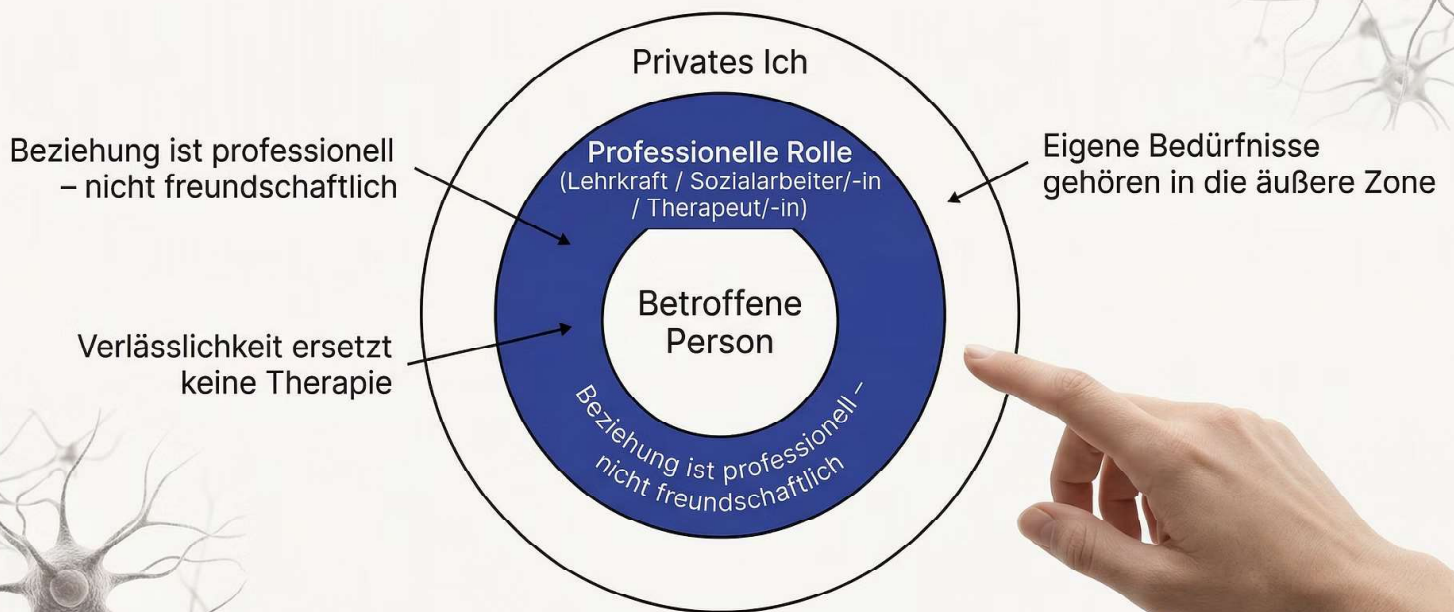 Privates Ich
Beziehung ist professionell
– nicht freundschaftlich
Professionelle Rolle
(Lehrkraft / Sozialarbeiter/-in
/ Therapeut/-in)
Eigene Bedürfnisse
gehören in die äußere Zone
Betroffene
Person
Verlässlichkeit ersetzt
keine Therapie
Beziehung ist professionell –
nicht freundschaftlich